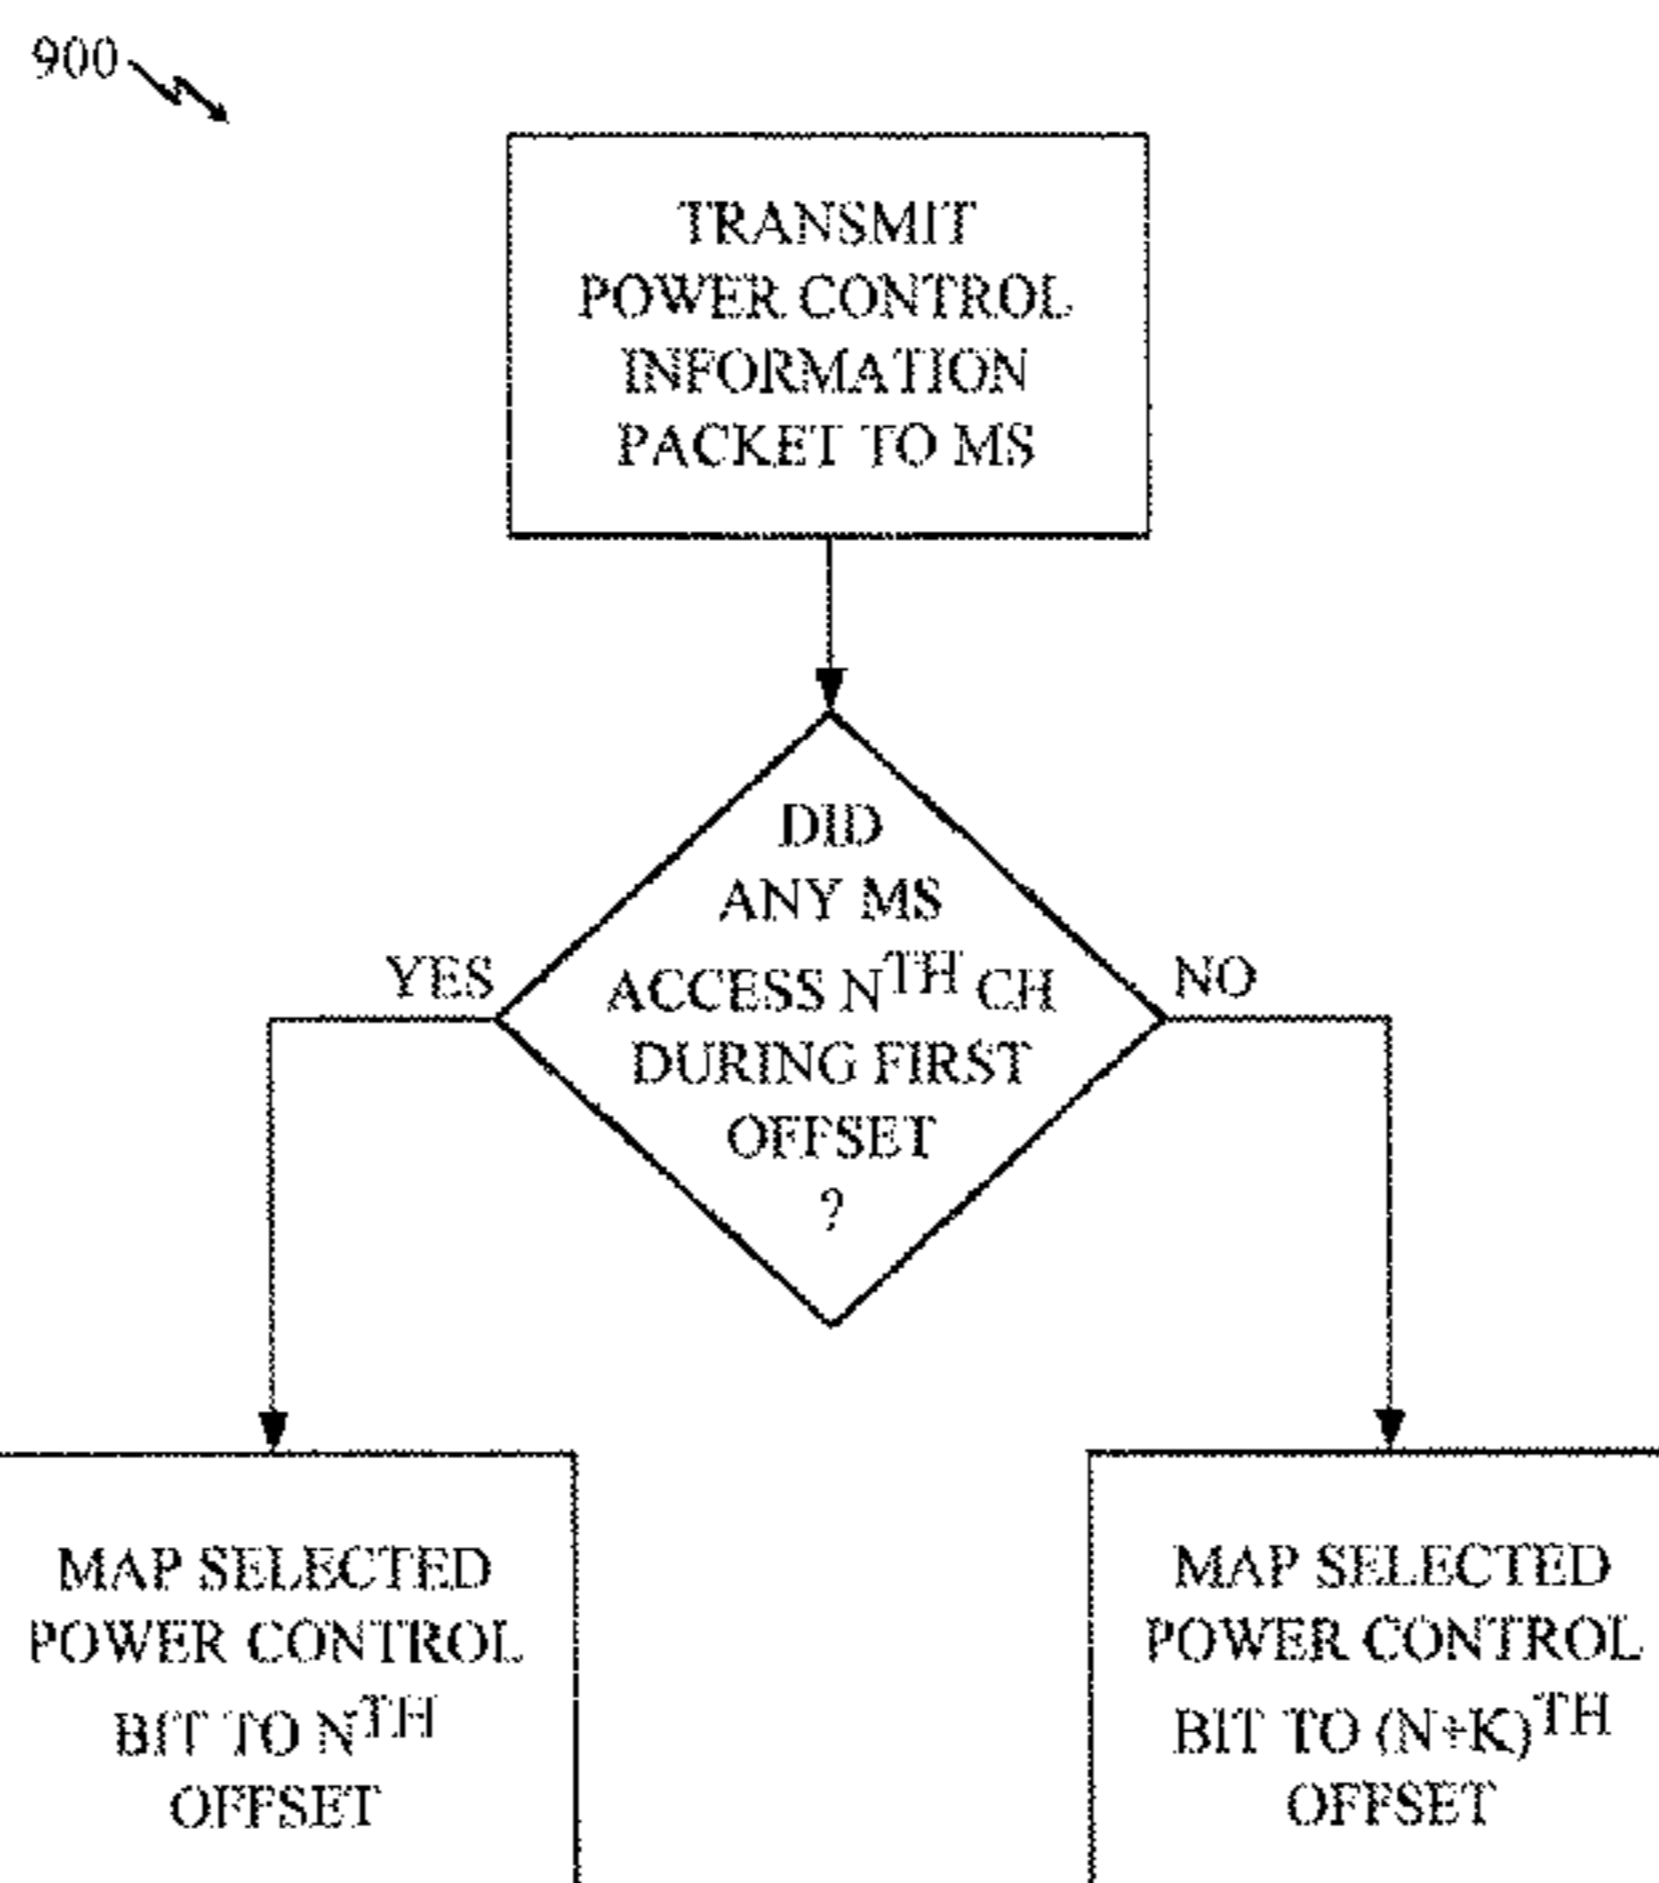 900
TRANSMIT
POWER CONTROL
INFORMATION
PACKET TO MS
DID
ANY MS
ACCESS N^TH CH
DURING FIRST
OFFSET
?
YES
NO
MAP SELECTED
POWER CONTROL
BIT TO N^TH
OFFSET
MAP SELECTED
POWER CONTROL
BIT TO (N+K)^TH
OFFSET